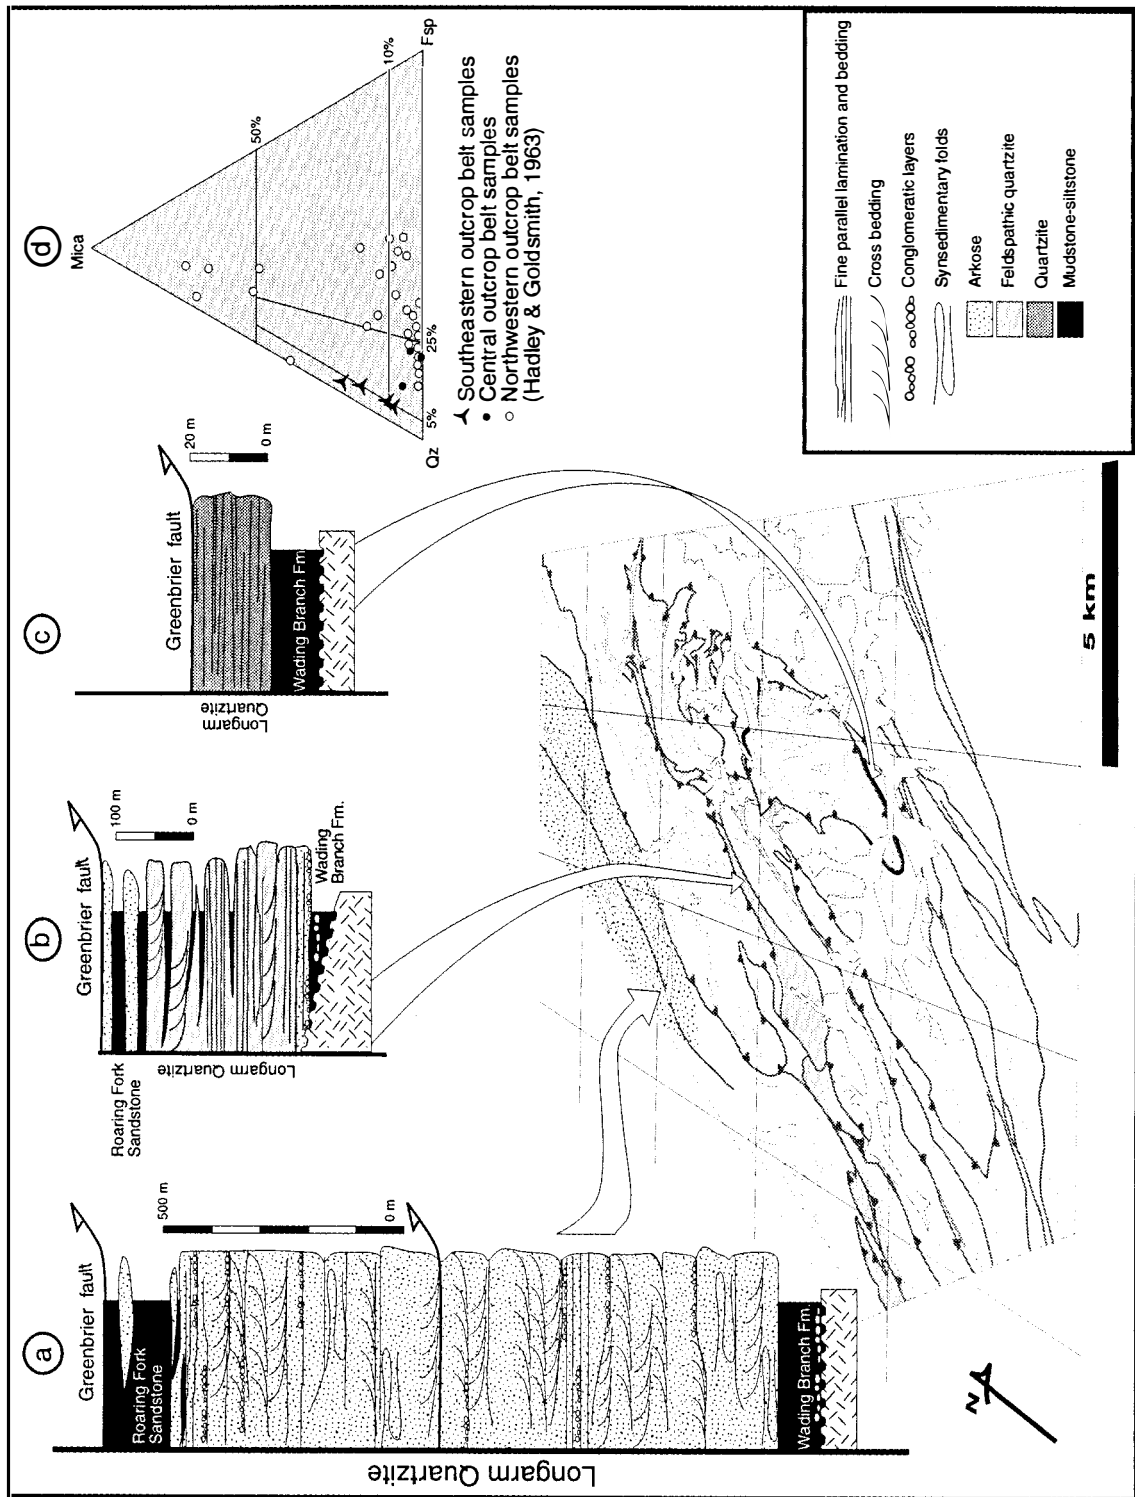 a
Greenbrier fault
Roaring Fork
Sandstone
500 m
0 m
Longarm Quartzite
Wading Branch Fm.
b
Greenbrier fault
100 m
0 m
Roaring Fork
Sandstone
Longarm Quartzite
Wading
Branch Fm.
c
Greenbrier fault
20 m
0 m
Longarm
Quartzite
Wading Branch Fm.
d
Mica
50%
10%
Fsp
Qz
5%
25%
Southeastern outcrop belt samples
Central outcrop belt samples
Northwestern outcrop belt samples
(Hadley & Goldsmith, 1963)
N
5 km
Fine parallel lamination and bedding
Cross bedding
Conglomeratic layers
Synsedimentary folds
Arkose
Feldspathic quartzite
Quartzite
Mudstone-siltstone